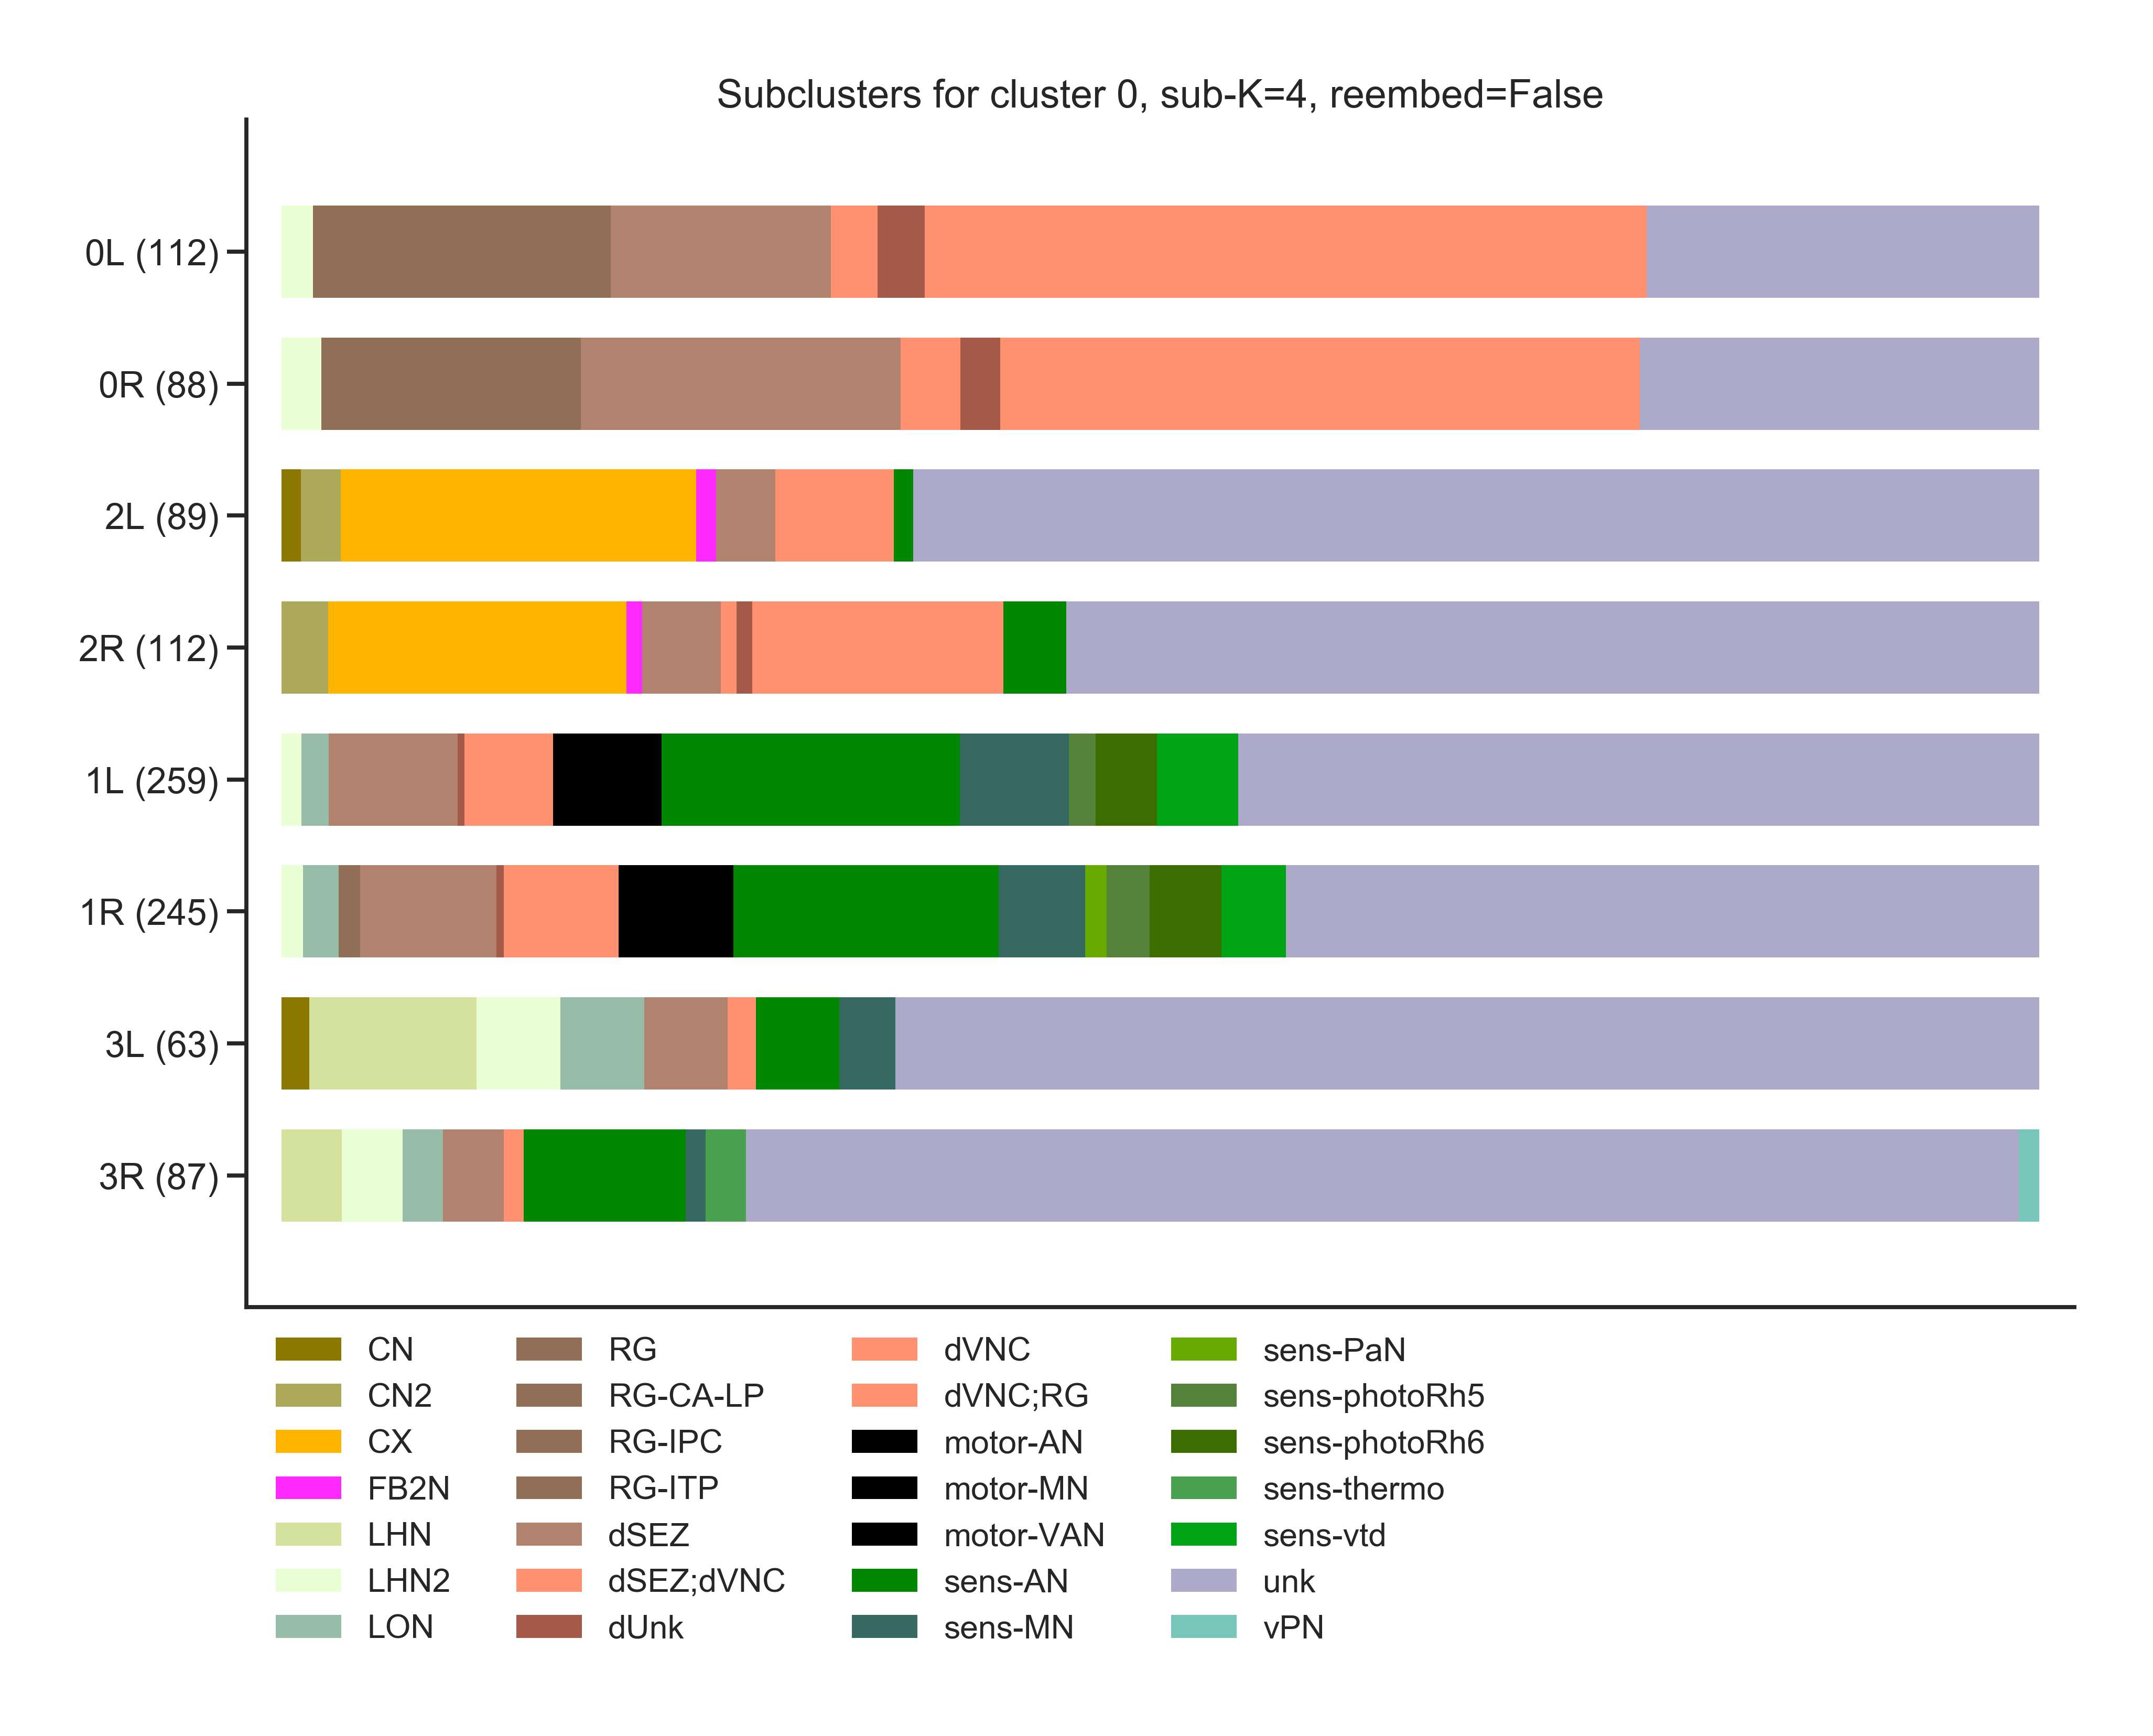 Subclusters for cluster 0, sub-K=4, reembed=False
0L (112)
0R (88)
2L (89)
2R (112)
1L (259)
1R (245)
3L (63)
3R (87)
CN
CN2
CX
FB2N
LHN
LHN2
LON
RG
RG-CA-LP
RG-IPC
RG-ITP
dSEZ
dSEZ;dVNC
dUnk
dVNC
dVNC;RG
motor-AN
motor-MN
motor-VAN
sens-AN
sens-MN
sens-PaN
sens-photoRh5
sens-photoRh6
sens-thermo
sens-vtd
unk
vPN